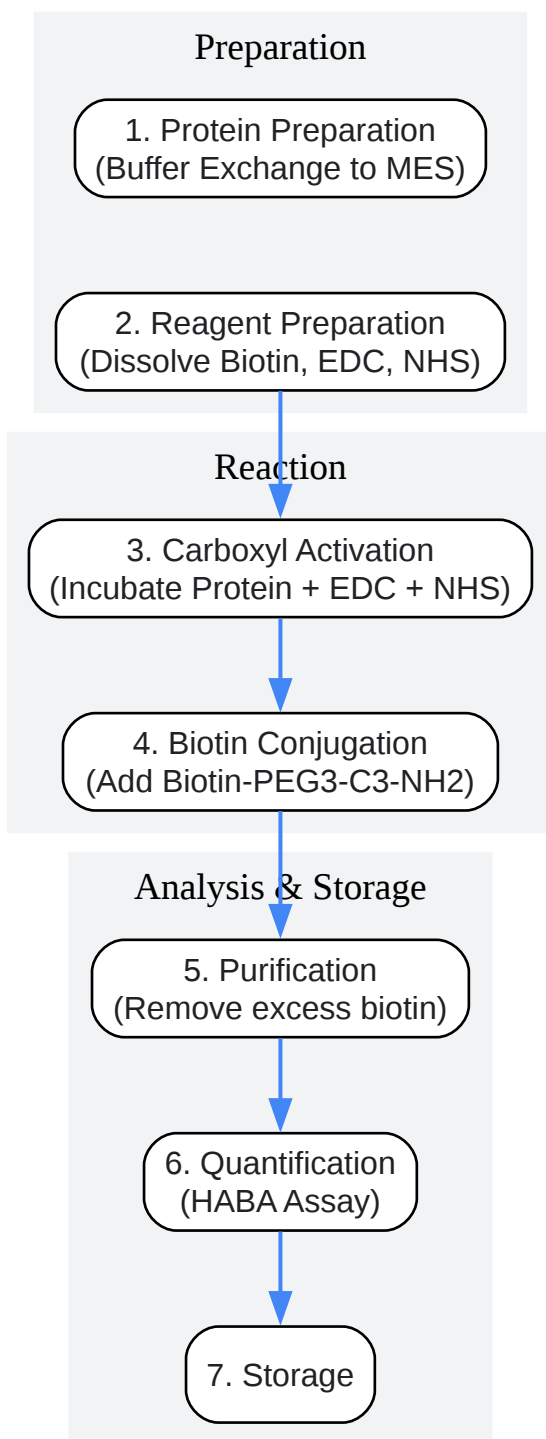 Preparation
1. Protein Preparation
(Buffer Exchange to MES)
2. Reagent Preparation
(Dissolve Biotin, EDC, NHS)
Reaction
3. Carboxyl Activation
(Incubate Protein + EDC + NHS)
4. Biotin Conjugation
(Add Biotin-PEG3-C3-NH2)
Analysis & Storage
5. Purification
(Remove excess biotin)
6. Quantification
(HABA Assay)
7. Storage